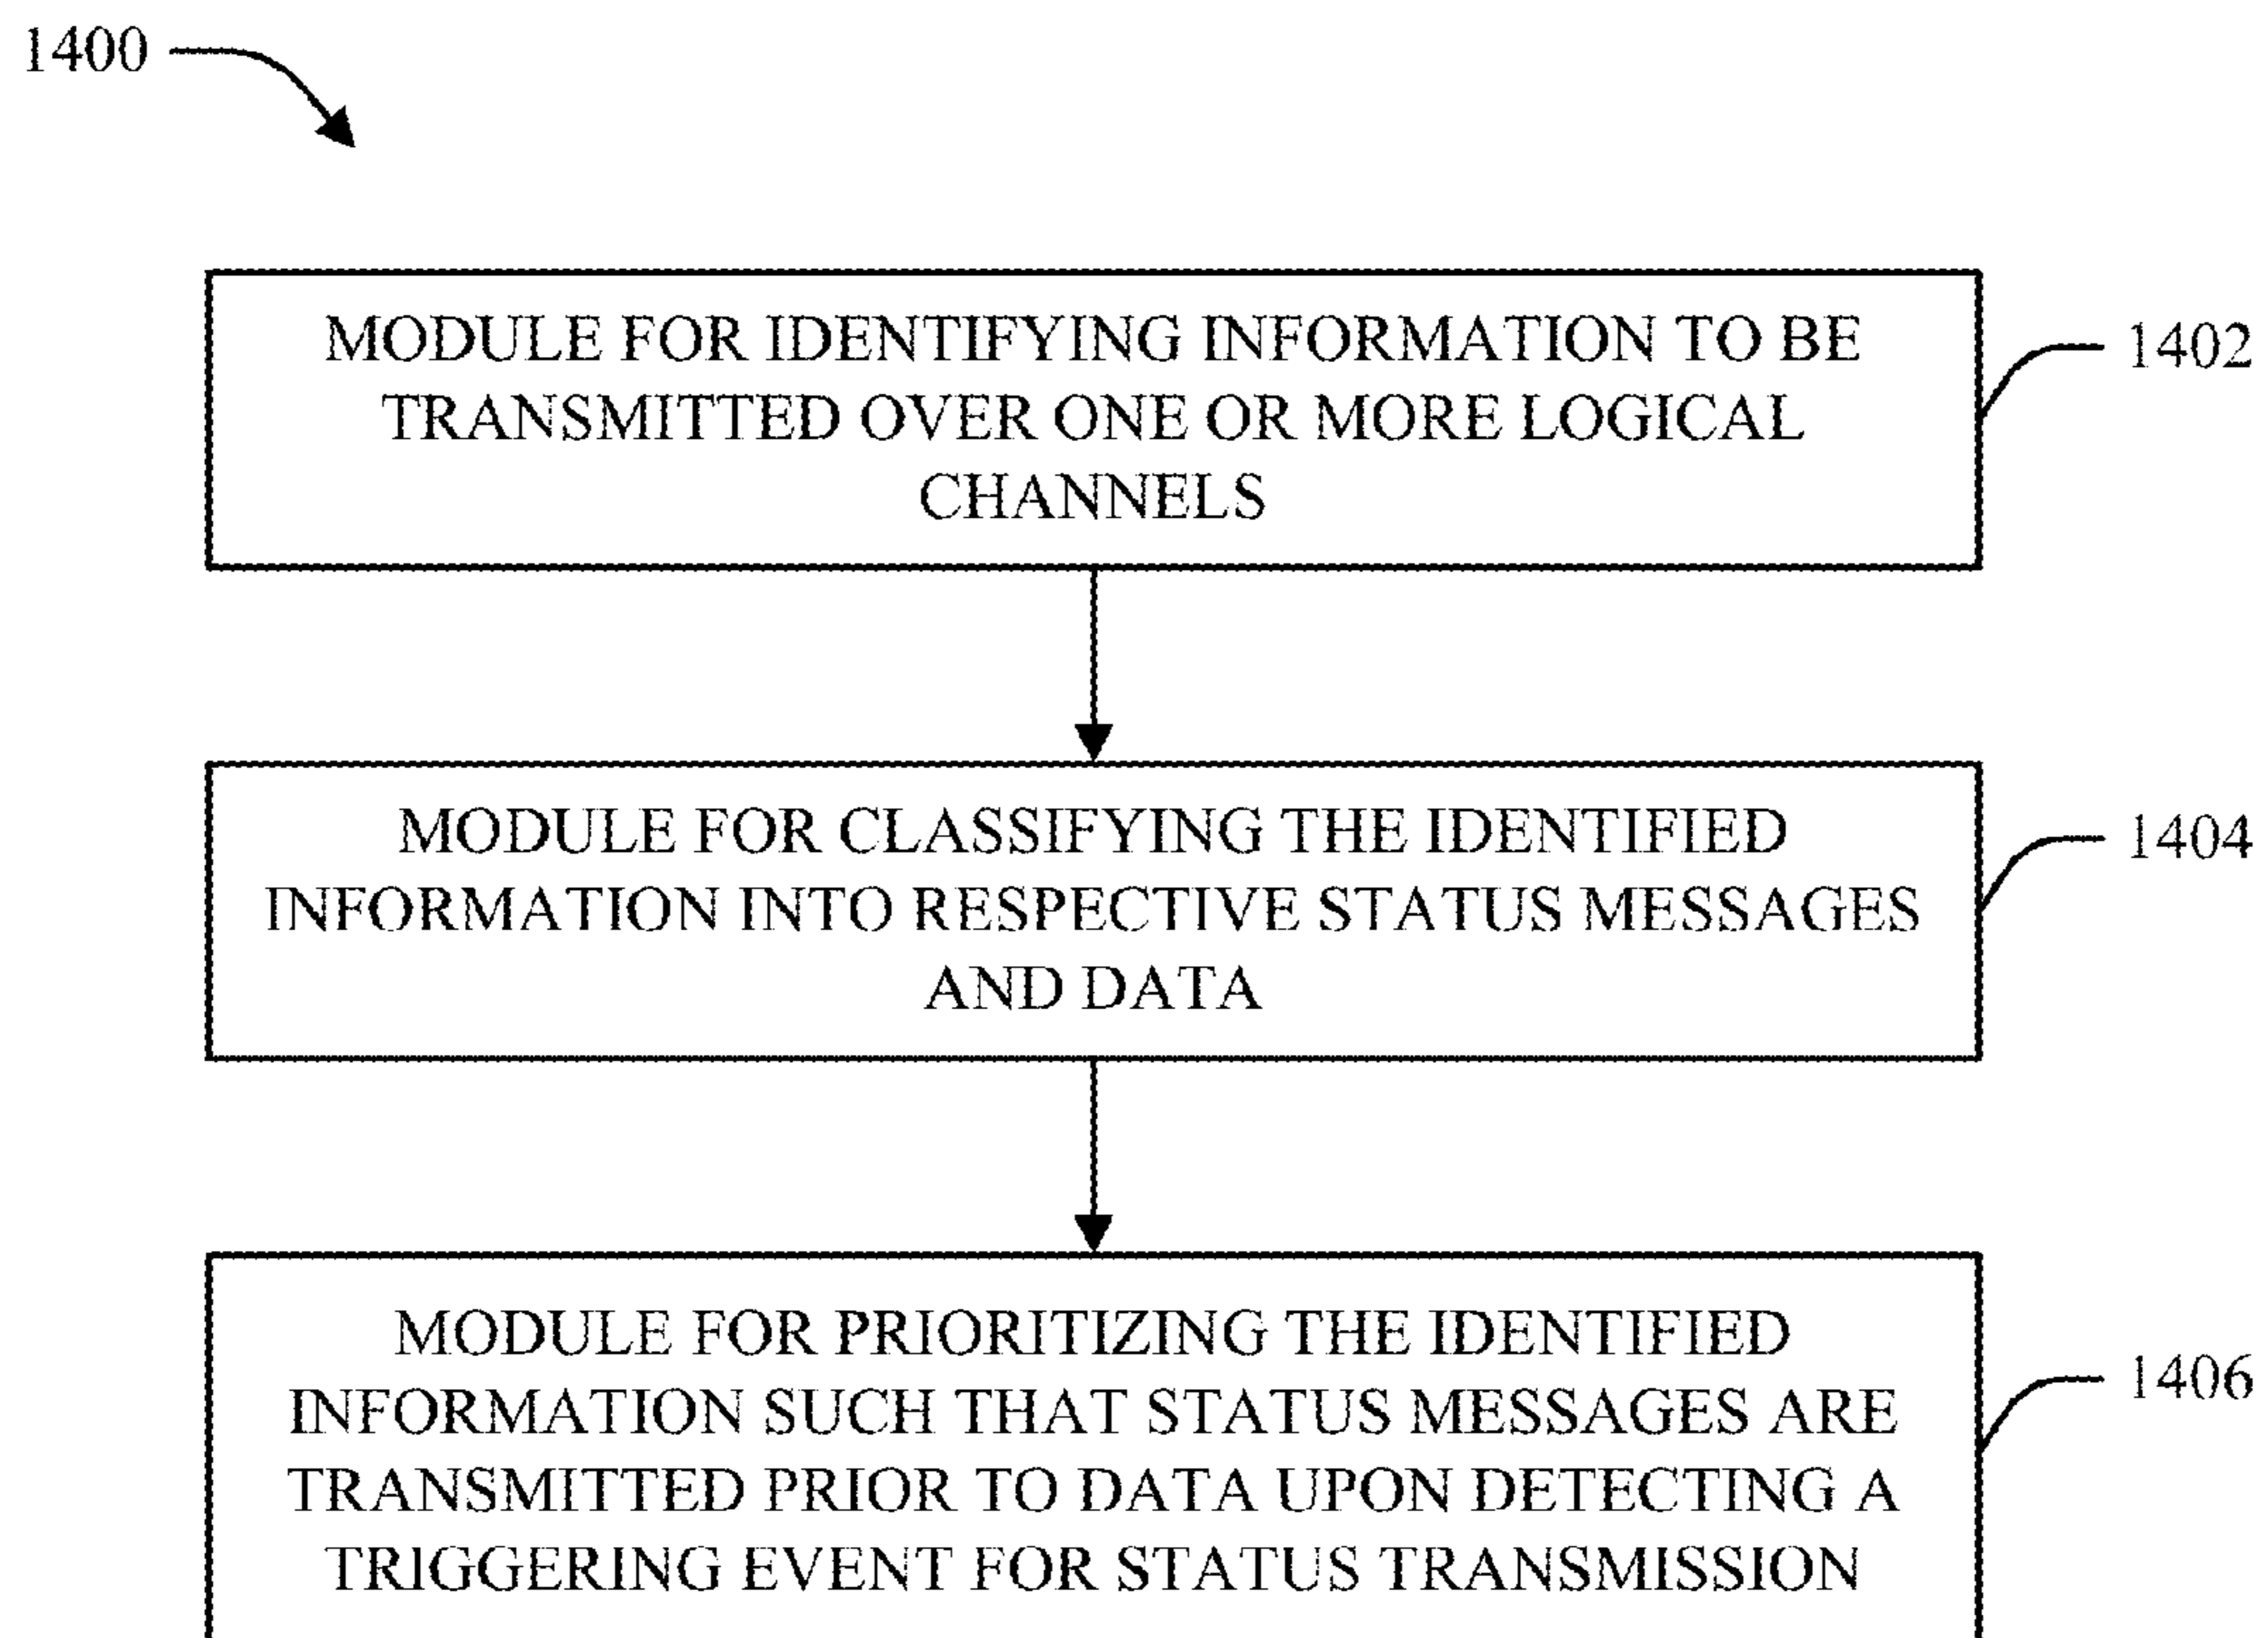 1400
MODULE FOR IDENTIFYING INFORMATION TO BE
TRANSMITTED OVER ONE OR MORE LOGICAL
CHANNELS
1402
MODULE FOR CLASSIFYING THE IDENTIFIED
INFORMATION INTO RESPECTIVE STATUS MESSAGES
AND DATA
1404
MODULE FOR PRIORITIZING THE IDENTIFIED
INFORMATION SUCH THAT STATUS MESSAGES ARE
TRANSMITTED PRIOR TO DATA UPON DETECTING A
TRIGGERING EVENT FOR STATUS TRANSMISSION
1406